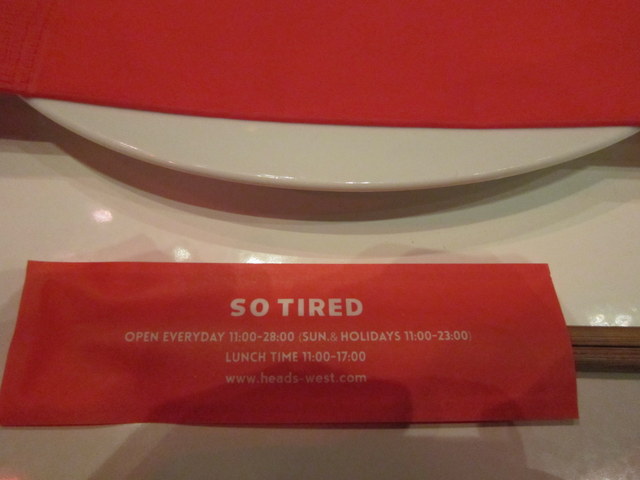 SO TIRED
OPEN EVERYDAY 11:00-28:00 (SUN.& HOLIDAYS 11:00-23:00)
LUNCH TIME 11:00-17:00
www.heads-west.com